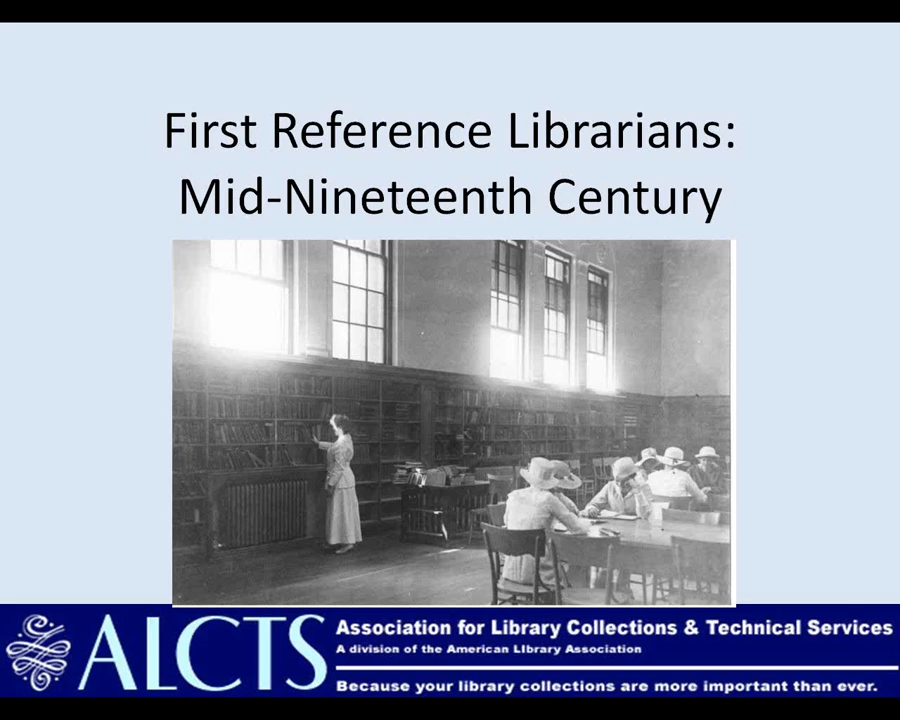 First Reference Librarians:
Mid-Nineteenth Century
ALCTS
Association for Library Collections & Technical Services
A division of the American Library Association
Because your library collections are more important than ever.